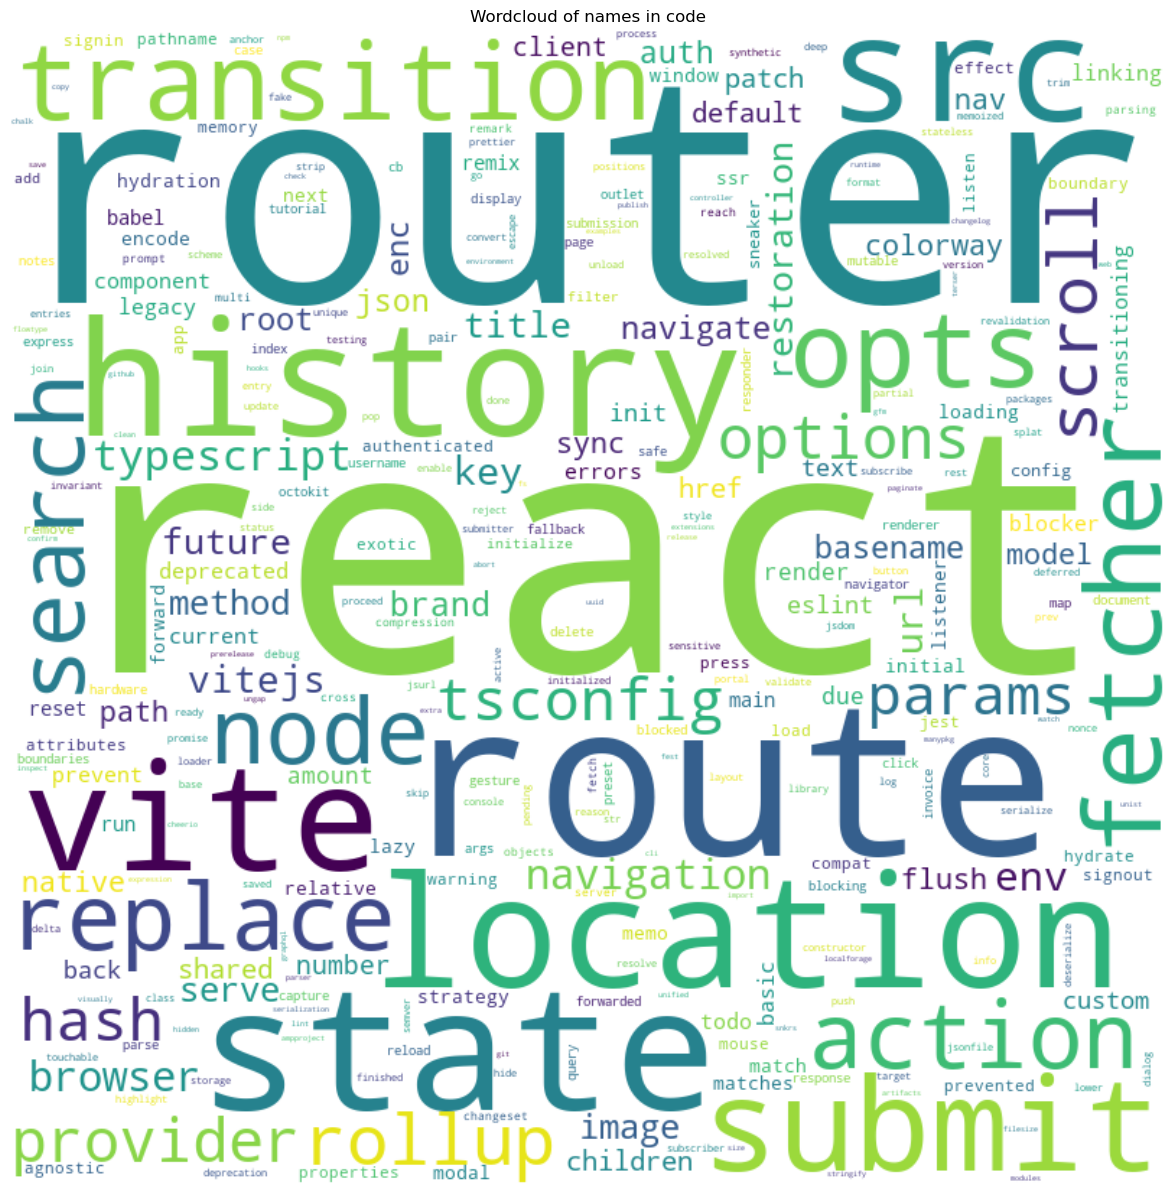 Wordcloud of names in code
signin
pathname
anchor
npm
case
process
client
auth
synthetic
deep
effect
linking
transition
src
window
patch
trim
copy
fake
nav
memoized
parsing
default
chalk
memory
remark
prettier
stateless
router
save
add
hydration
strip
check
cb
remix
go
positions
ssr
runtime
format
listen
boundary
next
tutorial
babel
display
outlet
publish
controller
reach
restoration
changelog
scroll
encode
enc
convert
escape
submission
examples
page
sneaker
colorway
notes
prompt
scheme
environment
unload
resolved
mutable
version
web
component
legacy
multi
unique
json
filter
terser
transitioning
entries
floetype
express
app
root
title
navigate
revalidation
index
testing
pair
history
opts
join
github
hooks
entry
update
pop
done
init
responder
partial
gfm
packages
loading
splat
search
clean
typescript
authenticated
username
enable
sync
safe
errors
options
text
subscribe
rest
config
key
invariant
octokit
href
paginate
react
remove
confirm
side
status
reject
submitter
fallback
style
extensions
release
renderer
blocker
future
exotic
initialize
basename
model
deprecated
abort
render
navigator
button
deferred
fetcher
method
forward
proceed
compression
brand
uuid
eslint
url
listener
map
document
prev
current
delete
jsdom
prerelease
debug
active
sensitive
press
initial
vitejs
hardware
ungap
cross
jsurl
initialized
portal
validate
reset
path
ready
node
extra
tsconfig
main
due
params
attributes
promise
blocked
load
jest
watch
nonce
boundaries
inspect
loader
manypkg
route
prevent
base
amount
skip
gesture
console
fetch
fest
layout
click
log
core
preset
library
invoice
serialize
unist
vite
run
cheerio
pending
reason
str
lazy
args
objects
cli
compat
hydrate
signout
native
expression
saved
relative
warning
navigation
server
import
blocking
flush
env
replace
location
delta
graphql
memo
constructor
localforage
info
deserialize
back
shared
parser
number
resolve
visually
class
serve
capture
serialization
strategy
forwarded
unified
basic
push
custom
hash
hidden
lint
semver
state
todo
snkrs
action
parse
ampproject
reload
git
mouse
jsonfile
touchable
browser
storage
finished
hide
query
match
matches
response
target
prevented
lower
dialog
highlight
artifacts
changeset
submit
provider
rollup
image
filesize
agnostic
deprecation
properties
modal
subscriber
size
children
stringify
modules